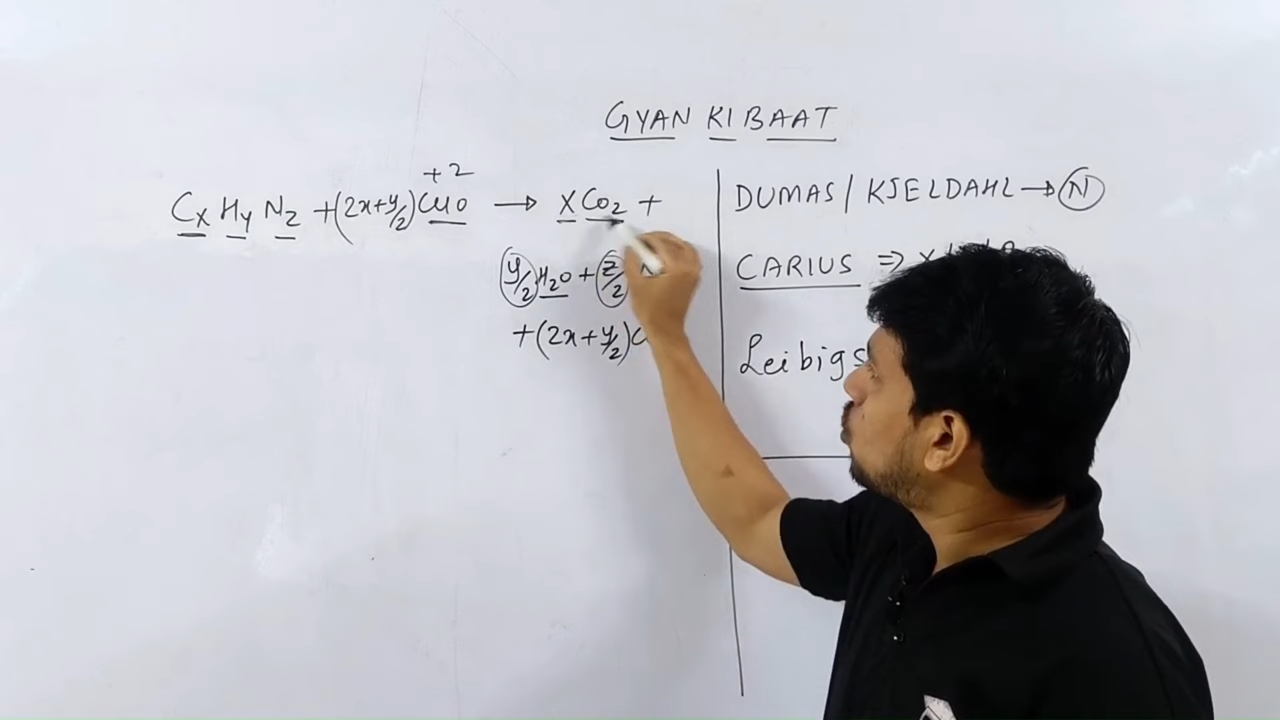 GYAN KI BAAT
+2
CxHyNz + (2x+y/2) CuO → xCO2 +
y/2 H2O + z/2
+ (2x+y/2)C
DUMAS / KJELDAHL → N
CARIUS ⇒ X
Leibigs